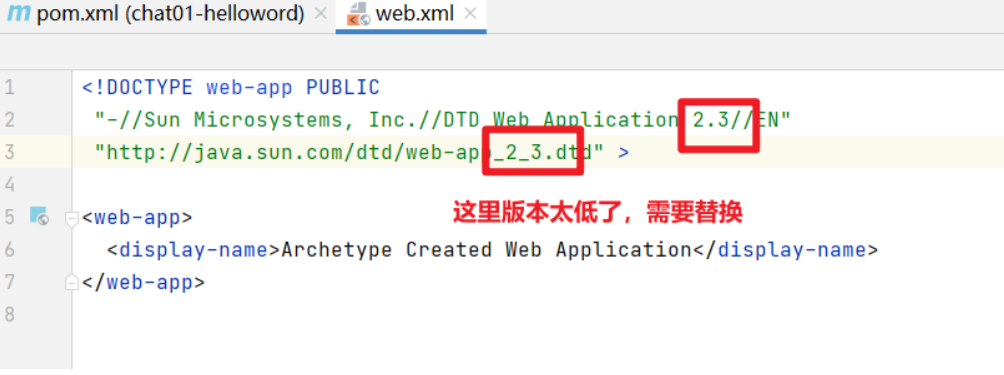 pom.xml (chat01-helloword)
web.xml
1 <!DOCTYPE web-app PUBLIC
2 "-//Sun Microsystems, Inc.//DTD Web Application 2.3//EN"
3 "http://java.sun.com/dtd/web-app_2_3.dtd" >
4
这里版本太低了，需要替换
5 <web-app>
6 <display-name>Archetype Created Web Application</display-name>
7 </web-app>
8